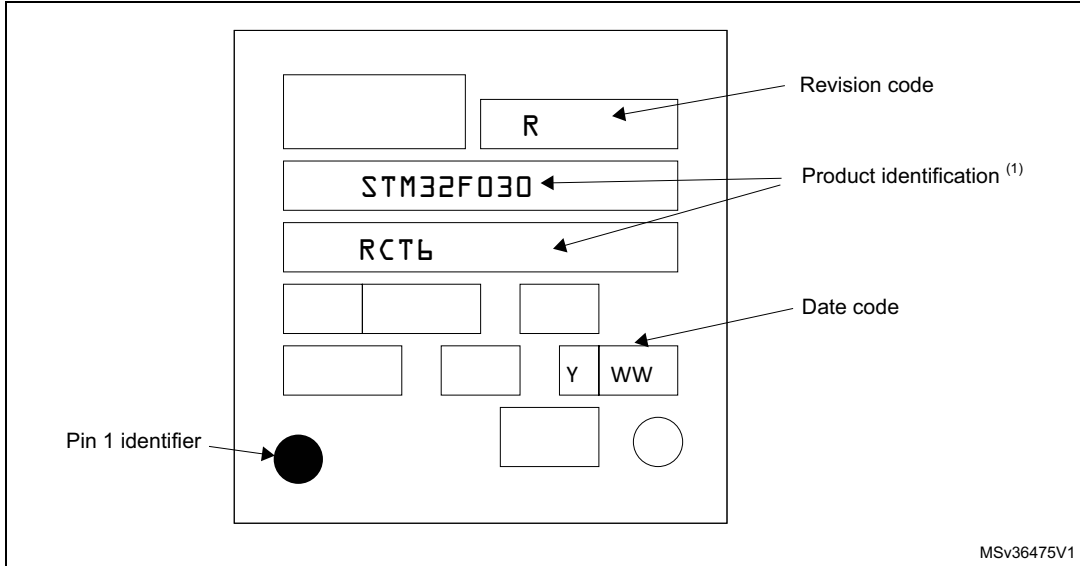 Revision code
R
Product identification (1)
STM32F030
RCT6
Date code
Y WW
Pin 1 identifier
MSv36475V1